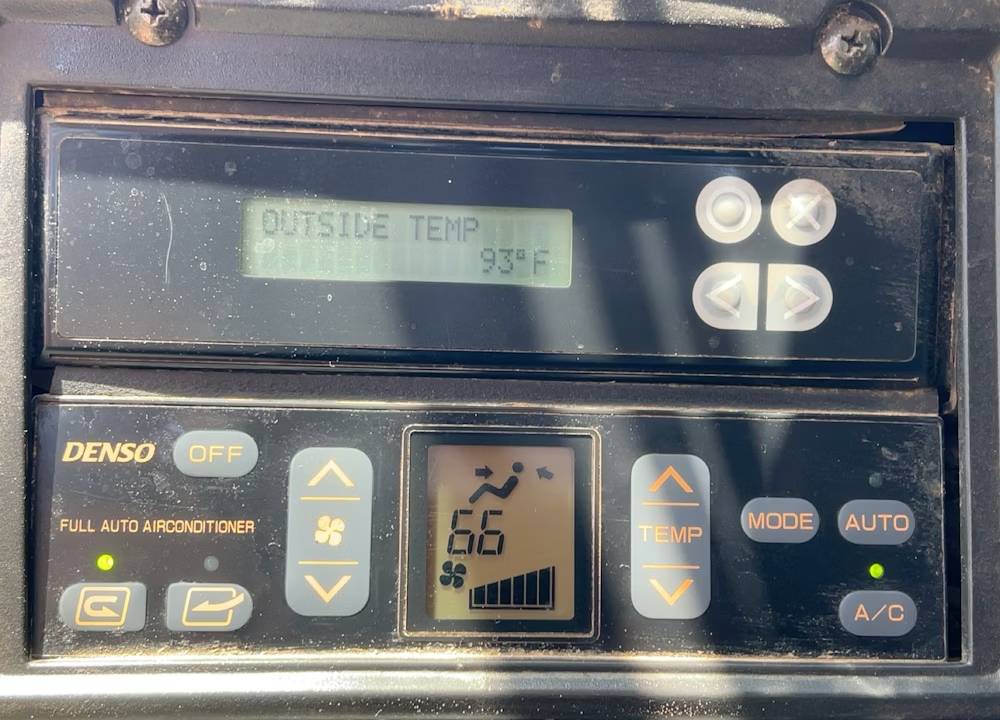 OUTSIDE TEMP
93°F
DENSO
OFF
FULL AUTO AIRCONDITIONER
66
TEMP
MODE
AUTO
A/C